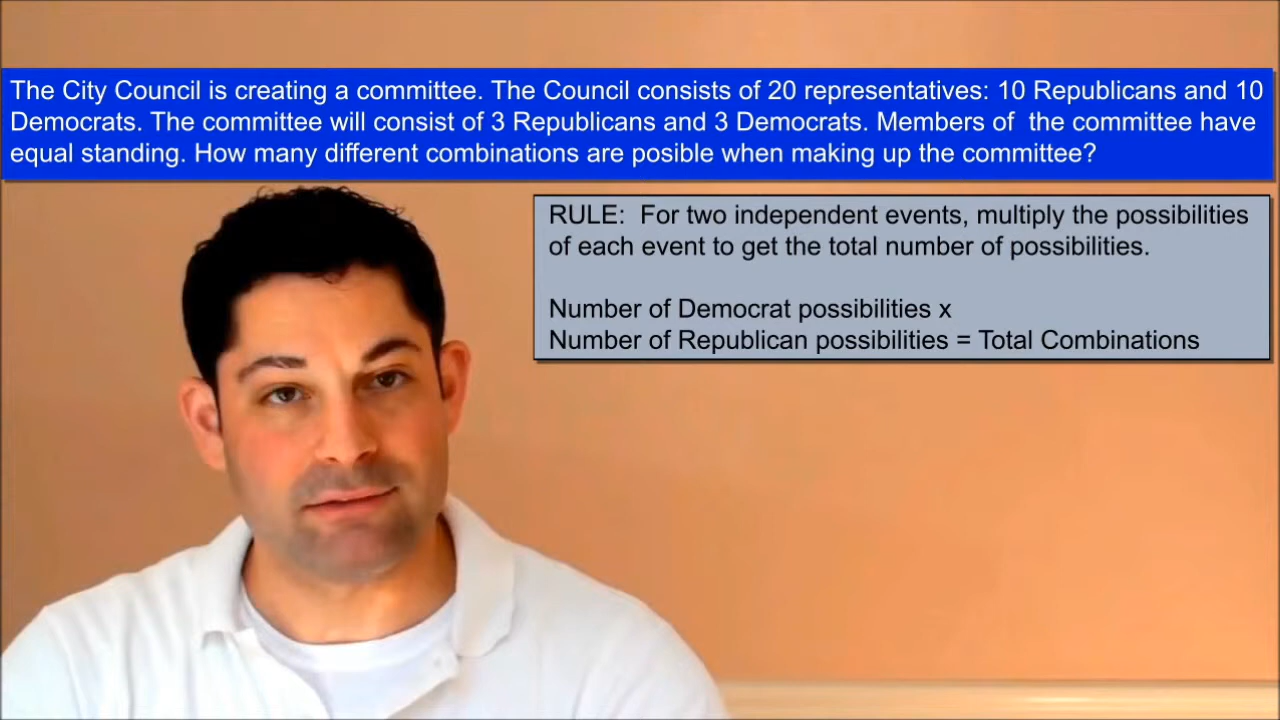 The City Council is creating a committee. The Council consists of 20 representatives: 10 Republicans and 10
Democrats. The committee will consist of 3 Republicans and 3 Democrats. Members of  the committee have
equal standing. How many different combinations are posible when making up the committee?
RULE:  For two independent events, multiply the possibilities
of each event to get the total number of possibilities.
Number of Democrat possibilities x
Number of Republican possibilities = Total Combinations